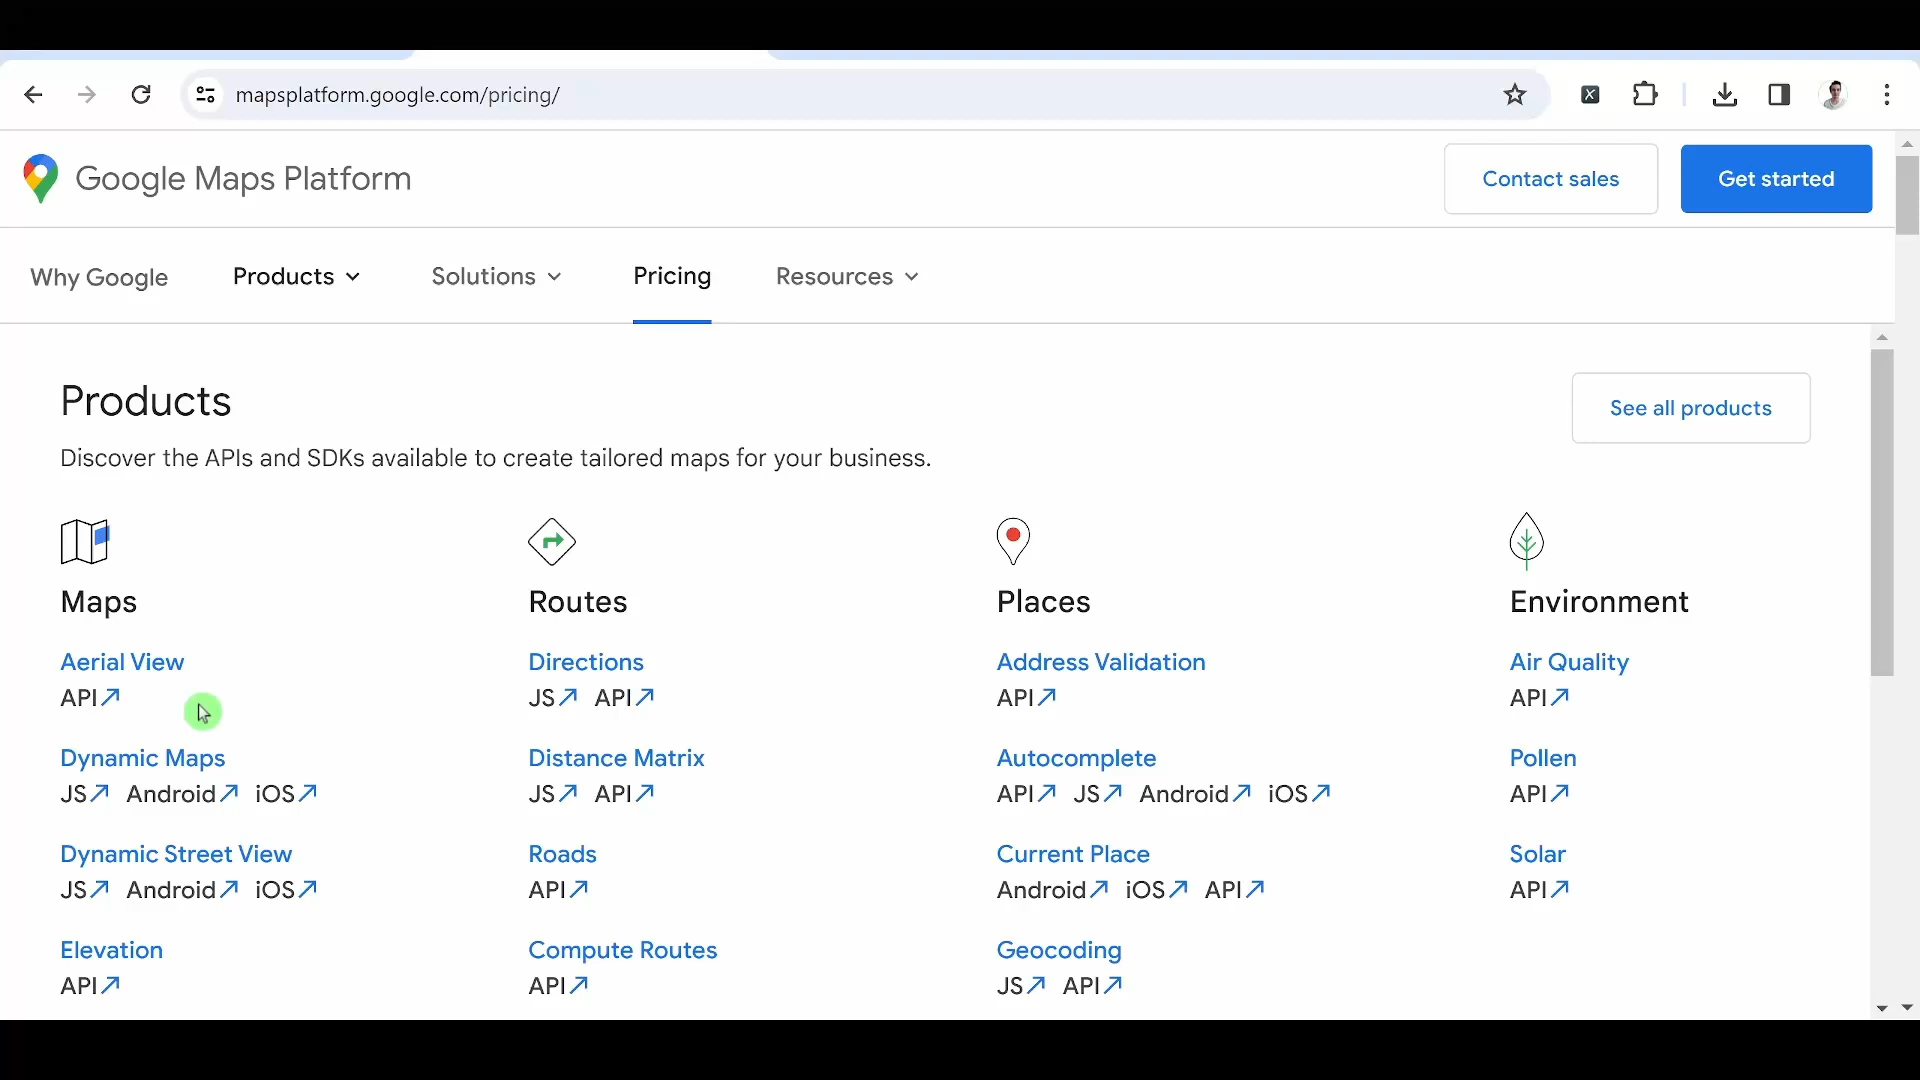 mapsplatform.google.com/pricing/
Google Maps Platform
Contact sales
Get started
Why Google
Products
Solutions
Pricing
Resources
Products
See all products
Discover the APIs and SDKs available to create tailored maps for your business.
Maps
Aerial View
API
Dynamic Maps
JS Android iOS
Dynamic Street View
JS Android iOS
Elevation
API
Routes
Directions
JS API
Distance Matrix
JS API
Roads
API
Compute Routes
API
Places
Address Validation
API
Autocomplete
API JS Android iOS
Current Place
Android iOS API
Geocoding
JS API
Environment
Air Quality
API
Pollen
API
Solar
API